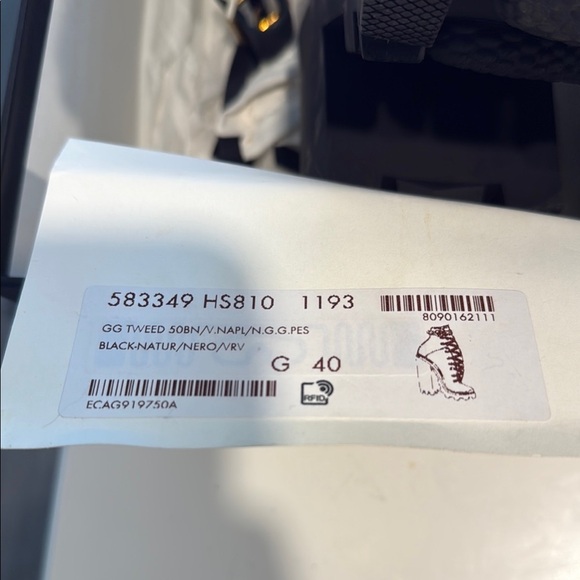 583349 HS810 1193
8090162111
GG TWEED 50BN/V.NAPL/N.G.G.PES
BLACK-NATUR/NERO/VRV
G 40
ECAG919750A
RFID